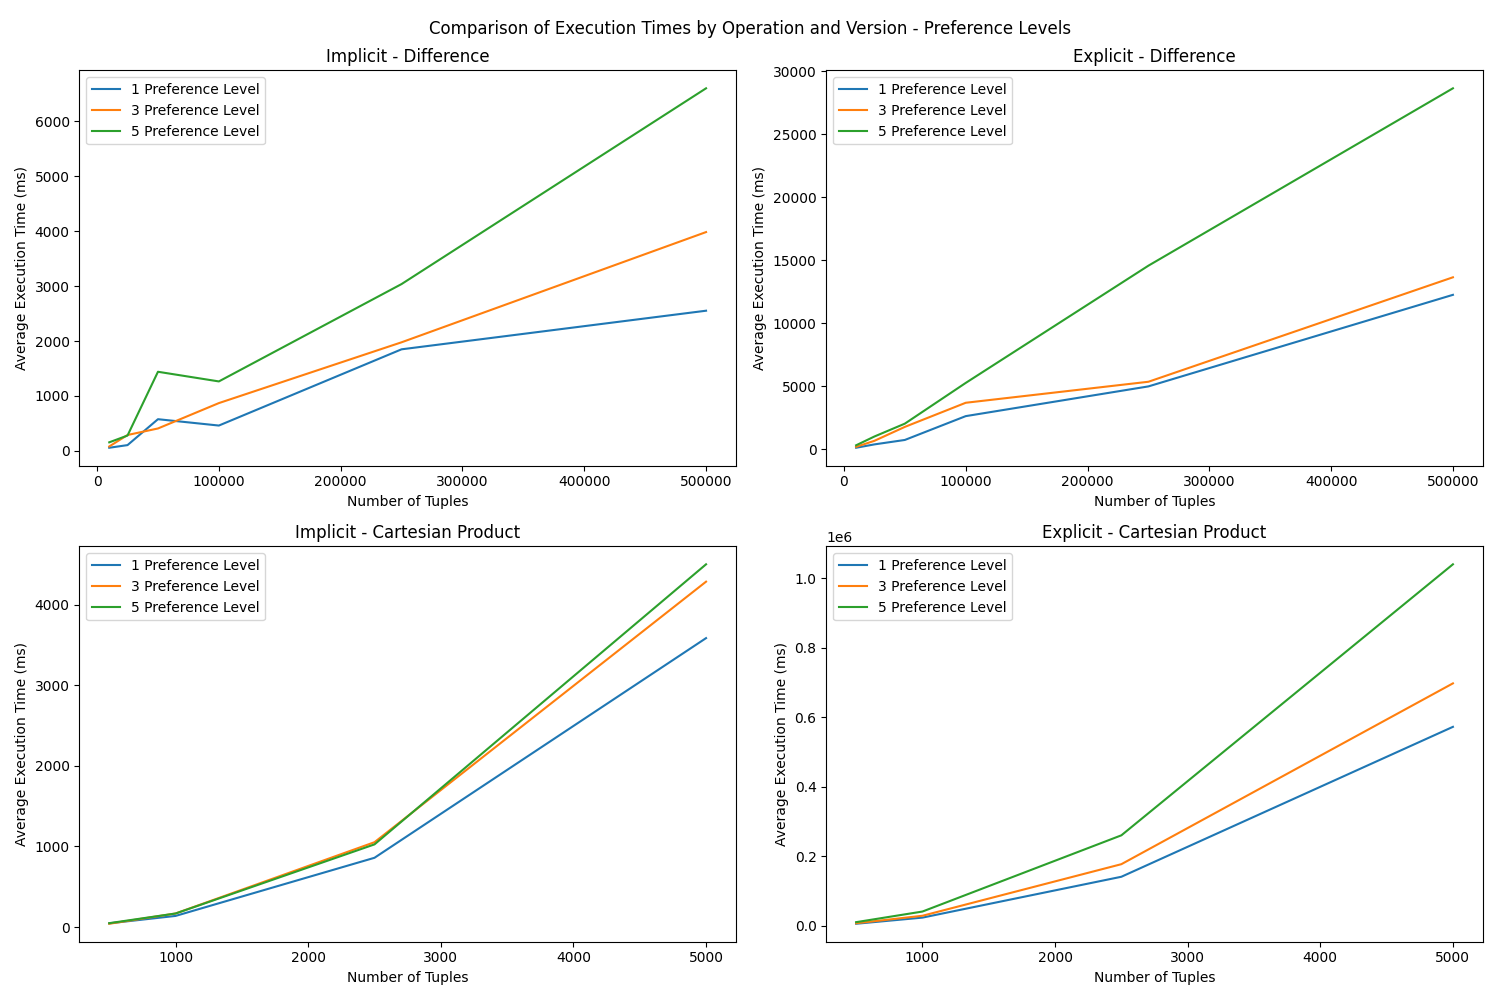 Comparison of Execution Times by Operation and Version - Preference Levels
Implicit - Difference
1 Preference Level
3 Preference Level
5 Preference Level
Average Execution Time (ms)
6000
5000
4000
3000
2000
1000
0
0 100000 200000 300000 400000 500000
Number of Tuples
Explicit - Difference
1 Preference Level
3 Preference Level
5 Preference Level
Average Execution Time (ms)
30000
25000
20000
15000
10000
5000
0
0 100000 200000 300000 400000 500000
Number of Tuples
Implicit - Cartesian Product
1 Preference Level
3 Preference Level
5 Preference Level
Average Execution Time (ms)
4000
3000
2000
1000
0
1000 2000 3000 4000 5000
Number of Tuples
Explicit - Cartesian Product
1e6
1 Preference Level
3 Preference Level
5 Preference Level
Average Execution Time (ms)
1.0
0.8
0.6
0.4
0.2
0.0
1000 2000 3000 4000 5000
Number of Tuples